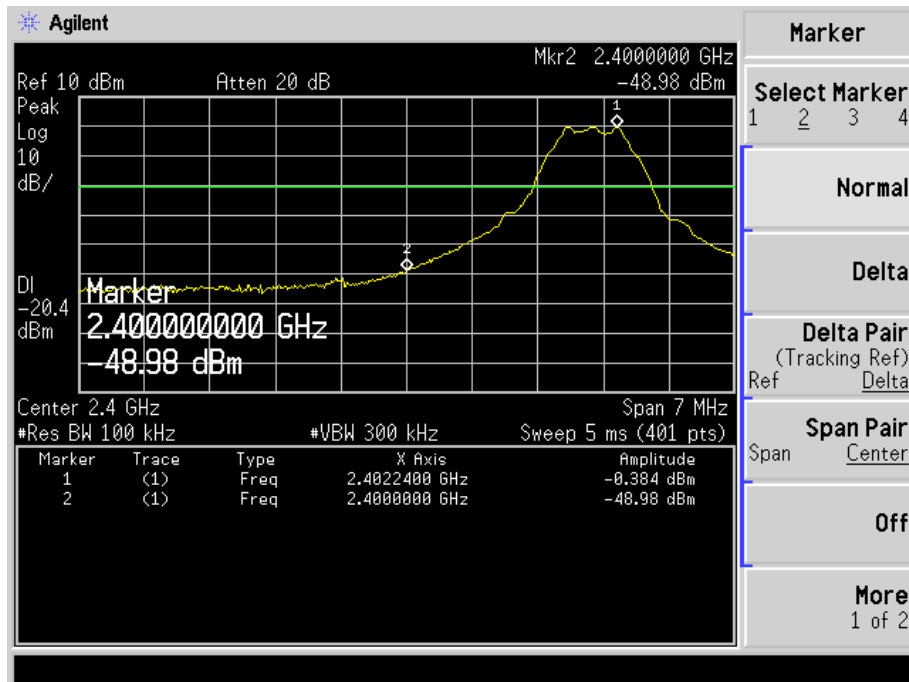 Agilent
Marker
Mkr2 2.4000000 GHz
Ref 10 dBm Atten 20 dB -48.98 dBm
Peak
Log
10
dB/
1
2
DI
-20.4
dBm
Marker
2.400000000 GHz
-48.98 dBm
Center 2.4 GHz Span 7 MHz
#Res BW 100 kHz #VBW 300 kHz Sweep 5 ms (401 pts)
Marker Trace Type X Axis Amplitude
1 (1) Freq 2.4022400 GHz -0.384 dBm
2 (1) Freq 2.4000000 GHz -48.98 dBm
Select Marker
1 2 3 4
Normal
Delta
Delta Pair
(Tracking Ref)
Ref Delta
Span Pair
Span Center
Off
More
1 of 2